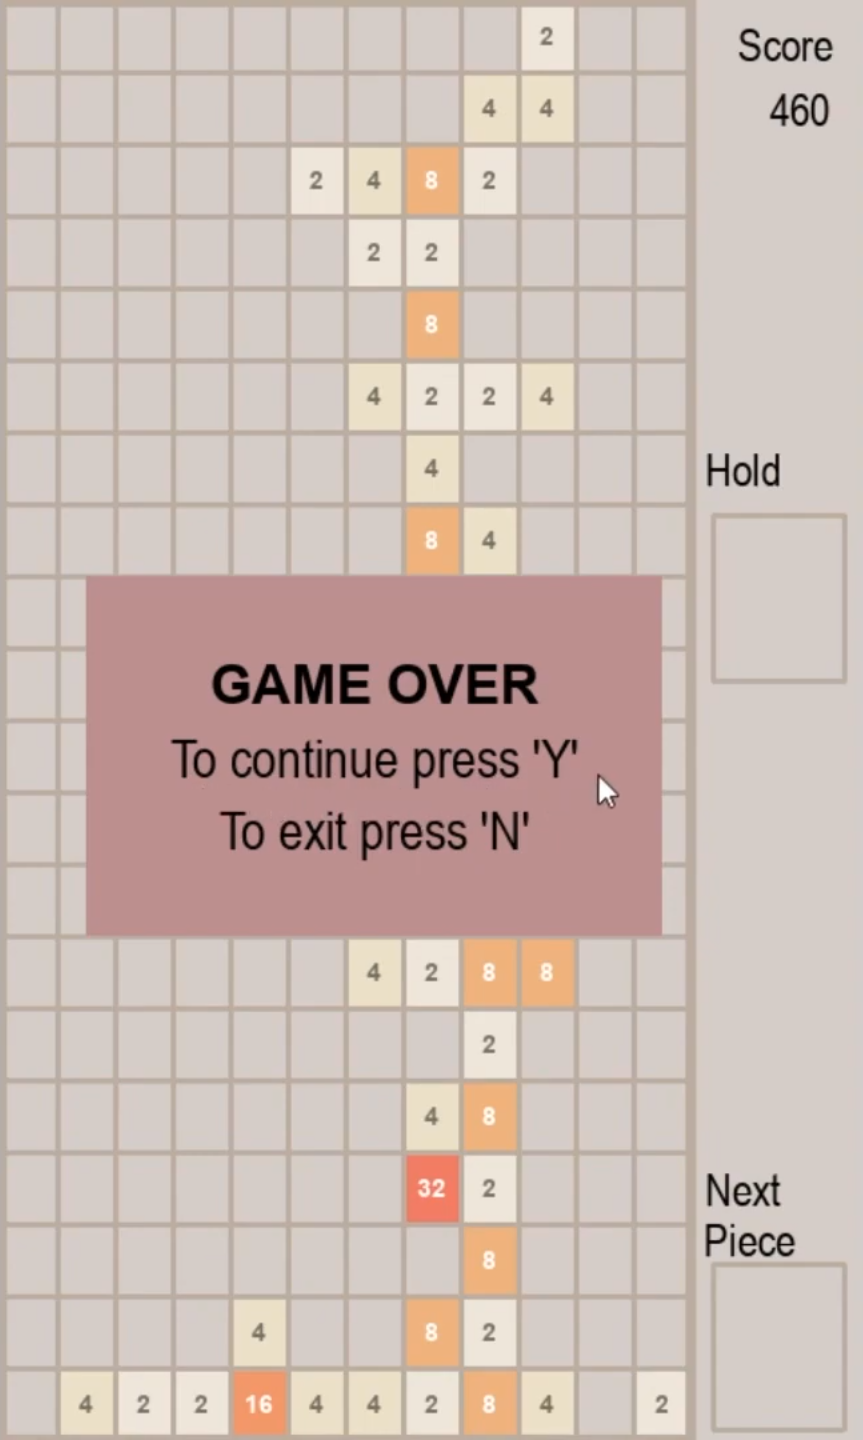 2
Score
4 4
460
2 4 8 2
2 2
8
4 2 2 4
4
Hold
8 4
GAME OVER
To continue press 'Y'
To exit press 'N'
4 2 8 8
2
4 8
32 2
Next
Piece
8
4 8 2
4 2 2 16 4 4 2 8 4 2